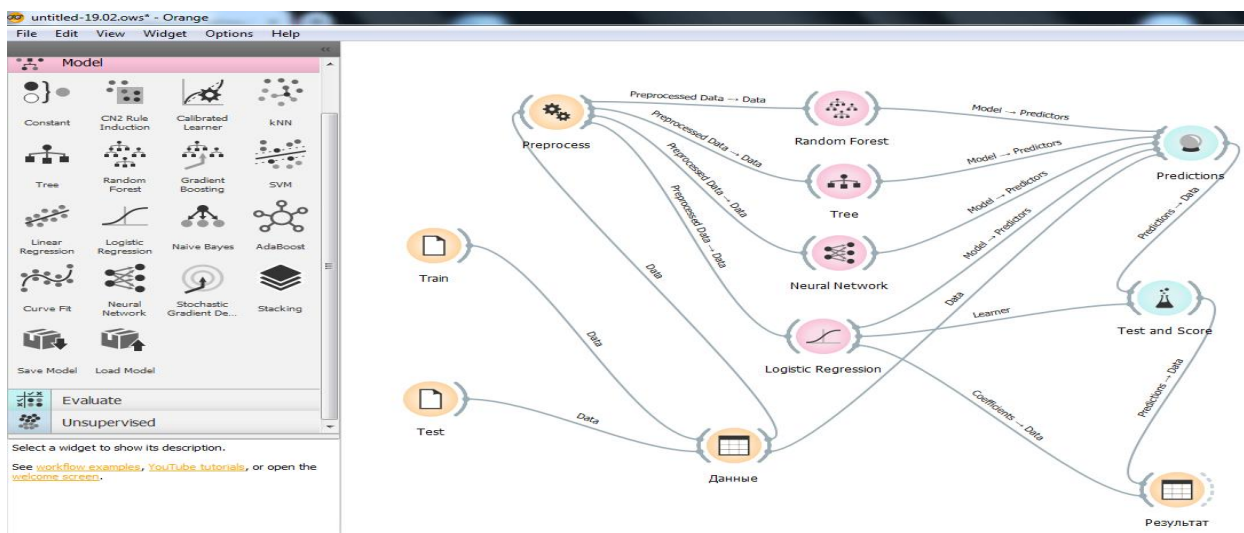 untitled-19.02.ows* - Orange
File Edit View Widget Options Help
Model
Constant
CN2 Rule
Induction
Calibrated
Learner
kNN
Tree
Random
Forest
Gradient
Boosting
SVM
Linear
Regression
Logistic
Regression
Naive Bayes
AdaBoost
Curve Fit
Neural
Network
Stochastic
Gradient De...
Stacking
Save Model
Load Model
Evaluate
Unsupervised
Select a widget to show its description.
See workflow examples, YouTube tutorials, or open the
welcome screen.
Preprocess
Preprocessed Data → Data
Random Forest
Model → Predictors
Predictions
Preprocessed Data → Data
Tree
Model → Predictors
Preprocessed Data → Data
Neural Network
Model → Predictors
Preprocessed Data → Data
Logistic Regression
Model → Predictors
Predictions → Data
Train
Data
Data
Data
Learner
Test and Score
Test
Data
Данные
Coefficients → Data
Predictions → Data
Результат